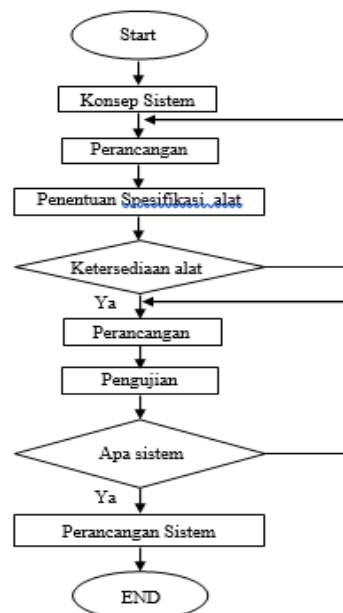 Start
Konsep Sistem
Perancangan
Penentuan Spesifikasi alat
Ketersediaan alat
Ya
Perancangan
Pengujian
Apa sistem
Ya
Perancangan Sistem
END